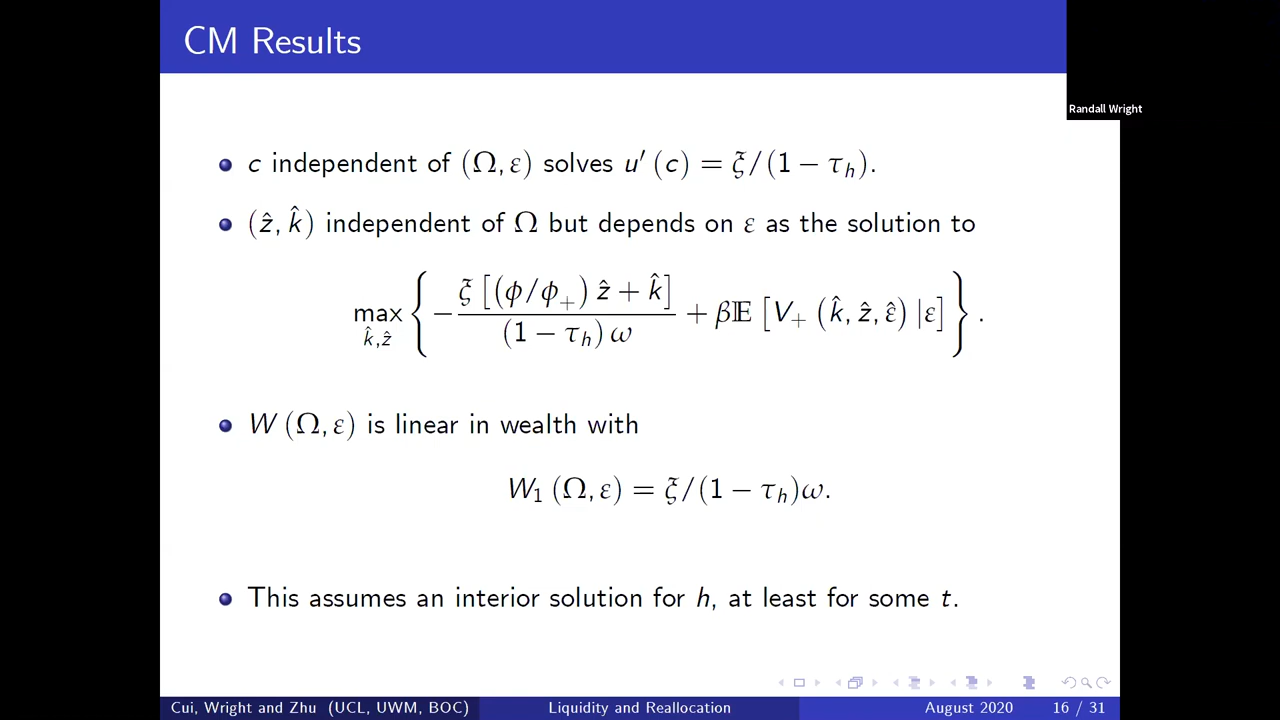 CM Results
Randall Wright
c independent of (Ω, ε) solves u′ (c) = ξ/(1 − τ_h).
(ẑ, k̂) independent of Ω but depends on ε as the solution to
max_{k̂,ẑ} { − ξ [(ϕ/ϕ₊) ẑ + k̂] / (1 − τ_h) ω + β𝔼 [V₊ (k̂, ẑ, ε̂) |ε] } .
W (Ω, ε) is linear in wealth with
W₁ (Ω, ε) = ξ/(1 − τ_h)ω.
This assumes an interior solution for h, at least for some t.
Cui, Wright and Zhu (UCL, UWM, BOC) Liquidity and Reallocation August 2020 16 / 31